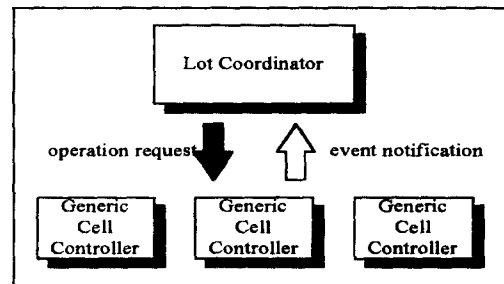 Lot Coordinator
operation request
event notification
Generic Cell Controller
Generic Cell Controller
Generic Cell Controller